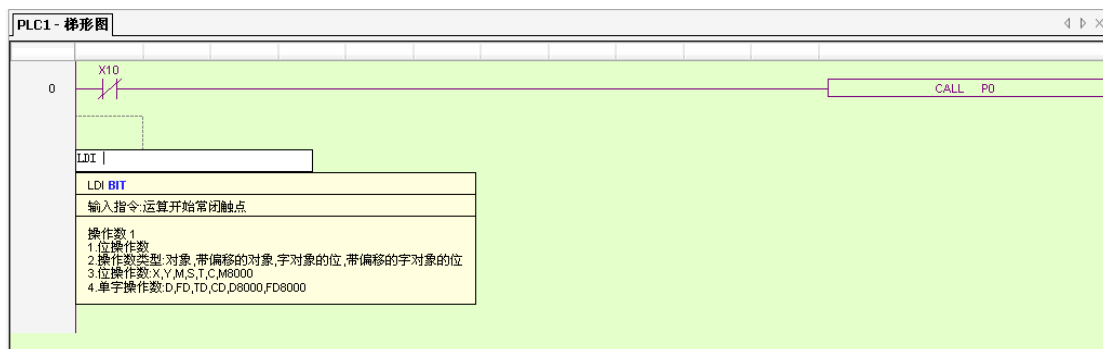 PLC1 - 梯形图
X10
0
CALL P0
LDI
LDI BIT
输入指令:运算开始常闭触点
操作数 1
1.位操作数
2.操作数类型:对象,带偏移的对象,字对象的位,带偏移的字对象的位
3.位操作数:X,Y,M,S,T,C,M8000
4.单字操作数:D,FD,TD,CD,D8000,FD8000